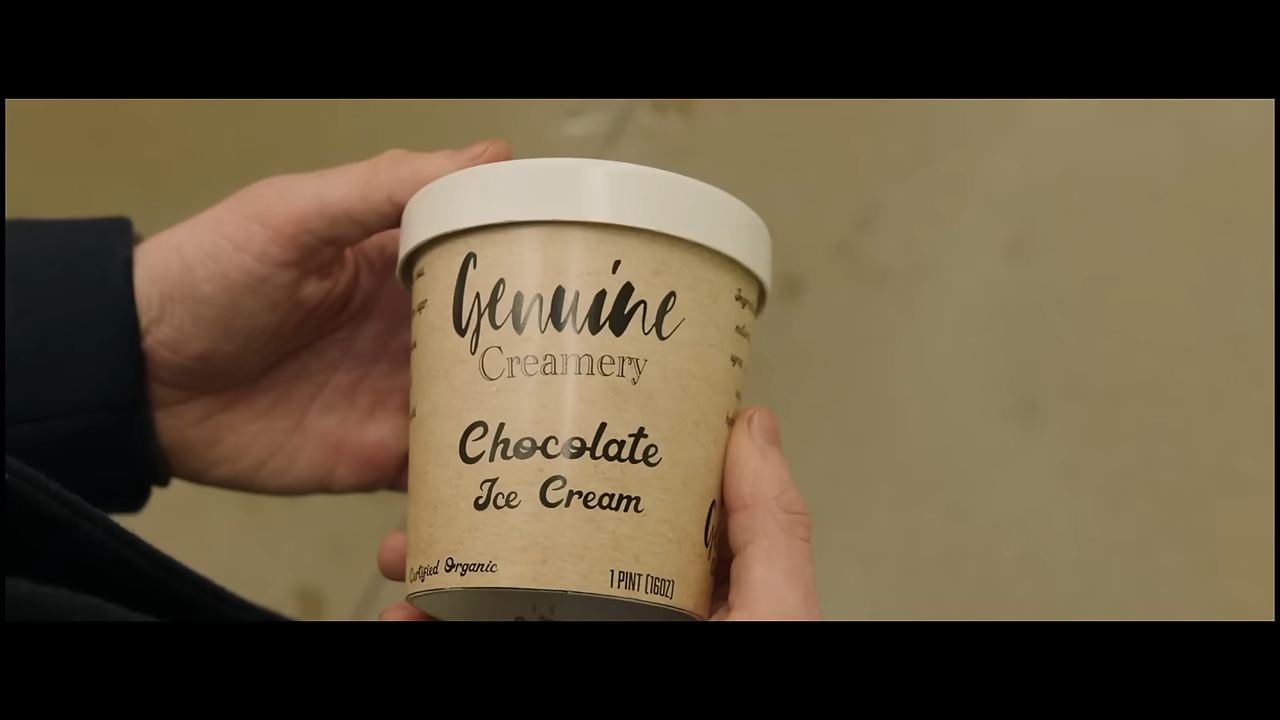 Genuine
Creamery
Chocolate
Ice Cream
Certified Organic
1 PINT (16OZ)